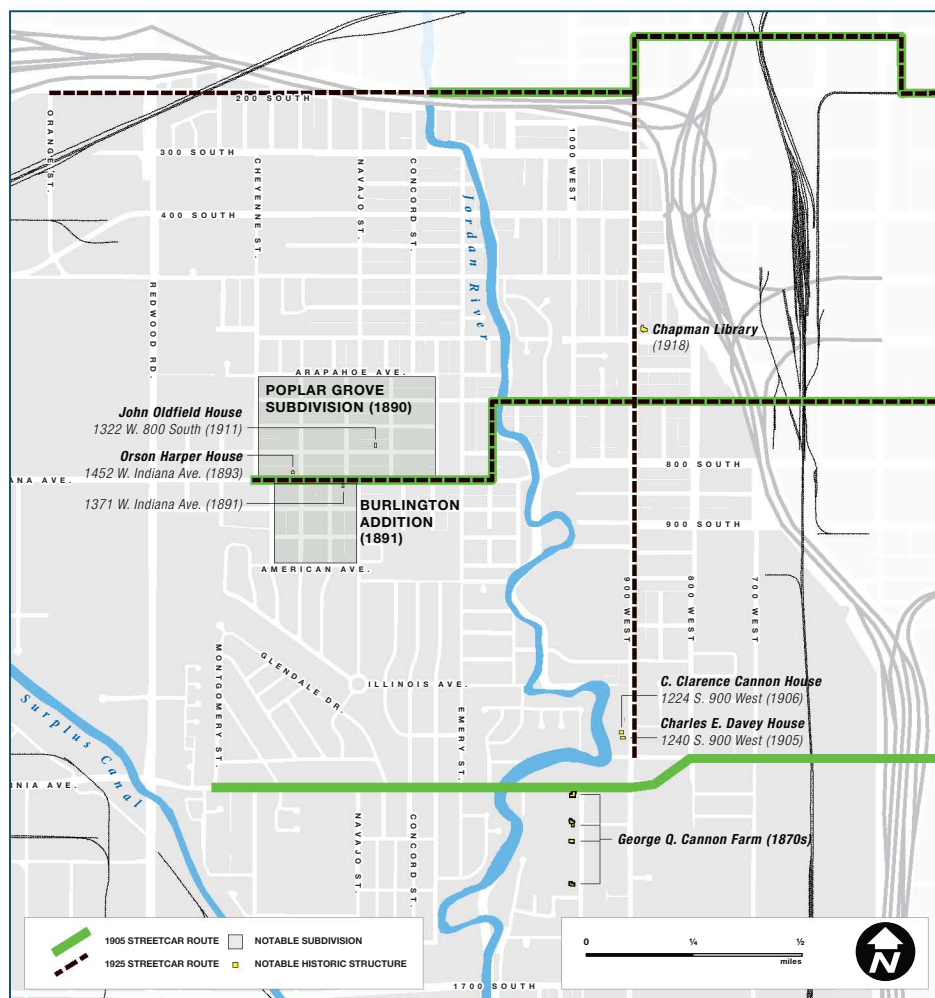 200 SOUTH
ORANGE ST.
300 SOUTH
CHEYENNE ST.
NAVAJO ST.
CONCORD ST.
1000 WEST
400 SOUTH
Jordan River
REDWOOD RD.
Chapman Library
(1918)
ARAPAHOE AVE.
POPLAR GROVE
SUBDIVISION (1890)
John Oldfield House
1322 W. 800 South (1911)
Orson Harper House
1452 W. Indiana Ave. (1893)
800 SOUTH
ANA AVE.
1371 W. Indiana Ave. (1891)
BURLINGTON
ADDITION
(1891)
900 SOUTH
AMERICAN AVE.
900 WEST
800 WEST
700 WEST
MONTGOMERY ST.
GLENDALE DR.
ILLINOIS AVE.
EMERY ST.
C. Clarence Cannon House
1224 S. 900 West (1906)
Charles E. Davey House
1240 S. 900 West (1905)
Surplus Canal
RNIA AVE.
NAVAJO ST.
CONCORD ST.
George Q. Cannon Farm (1870s)
1905 STREETCAR ROUTE
NOTABLE SUBDIVISION
1925 STREETCAR ROUTE
NOTABLE HISTORIC STRUCTURE
0 ¼ ½
miles
N
1700 SOUTH